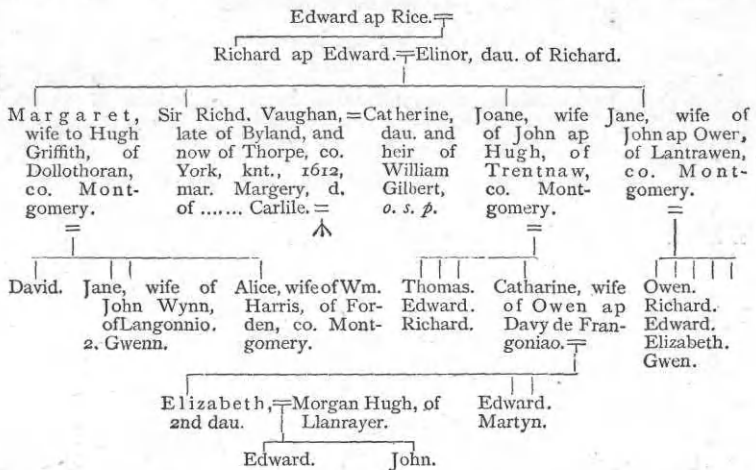 Edward ap Rice.
Richard ap Edward. Elinor, dau. of Richard.
Margaret,
wife to Hugh
Griffith, of
Dollothoran,
co. Mont-
gomery.
Sir Richd. Vaughan,
late of Byland, and
now of Thorpe, co.
York, knt., 1612,
mar. Margery, d.
of ....... Carlile.
=Catherine,
dau. and
heir of
William
Gilbert,
o. s. p.
Joane, wife
of John ap
Hugh, of
Trentnaw,
co. Mont-
gomery.
Jane, wife of
John ap Ower,
of Lantrawen,
co. Mont-
gomery.
David.
Jane, wife of
John Wynn,
of Langonnio.
2. Gwenn.
Alice, wife of Wm.
Harris, of For-
den, co. Mont-
gomery.
Thomas.
Edward.
Richard.
Catharine, wife
of Owen ap
Davy de Fran-
goniao.
Owen.
Richard.
Edward.
Elizabeth.
Gwen.
Elizabeth,
2nd dau.
Morgan Hugh, of
Llanrayer.
Edward.
Martyn.
Edward. John.